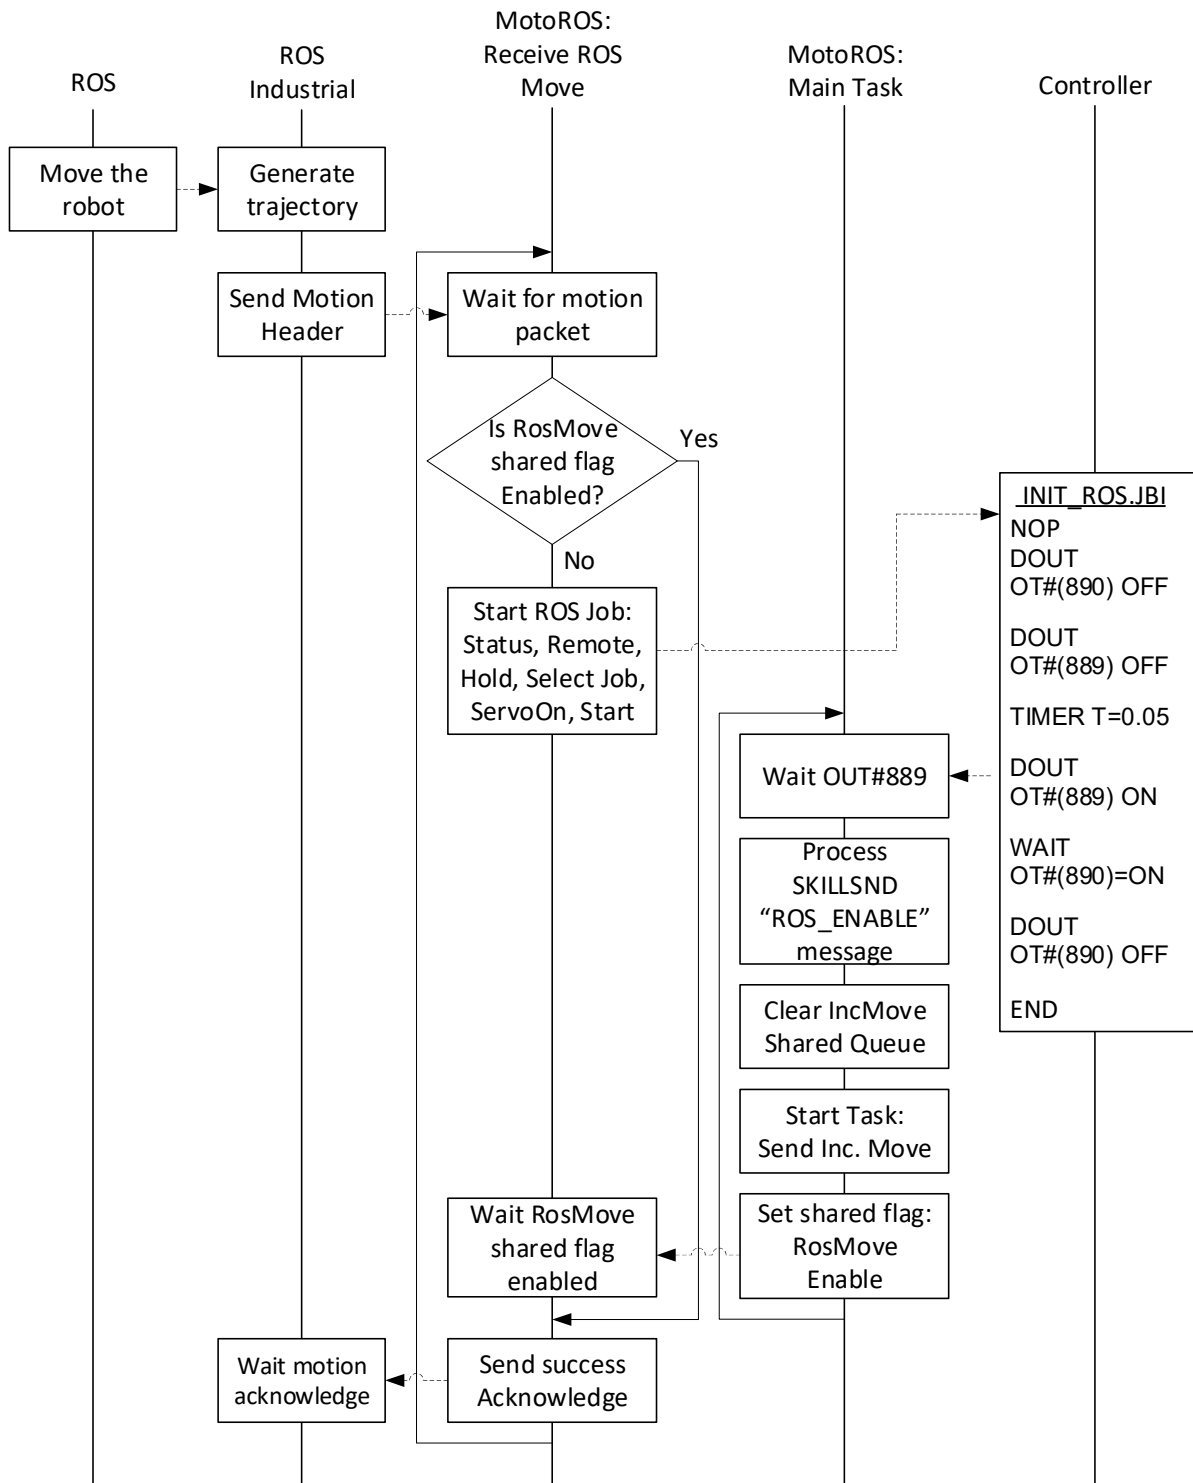 ROS
ROS
Industrial
MotoROS:
Receive ROS
Move
MotoROS:
Main Task
Controller
Move the
robot
Generate
trajectory
Send Motion
Header
Wait for motion
packet
Is RosMove
shared flag
Enabled?
Yes
No
Start ROS Job:
Status, Remote,
Hold, Select Job,
ServoOn, Start
INIT_ROS.JBI
NOP
DOUT
OT#(890) OFF
DOUT
OT#(889) OFF
TIMER T=0.05
DOUT
OT#(889) ON
WAIT
OT#(890)=ON
DOUT
OT#(890) OFF
END
Wait OUT#889
Process
SKILLSND
“ROS_ENABLE”
message
Clear IncMove
Shared Queue
Start Task:
Send Inc. Move
Set shared flag:
RosMove
Enable
Wait RosMove
shared flag
enabled
Send success
Acknowledge
Wait motion
acknowledge